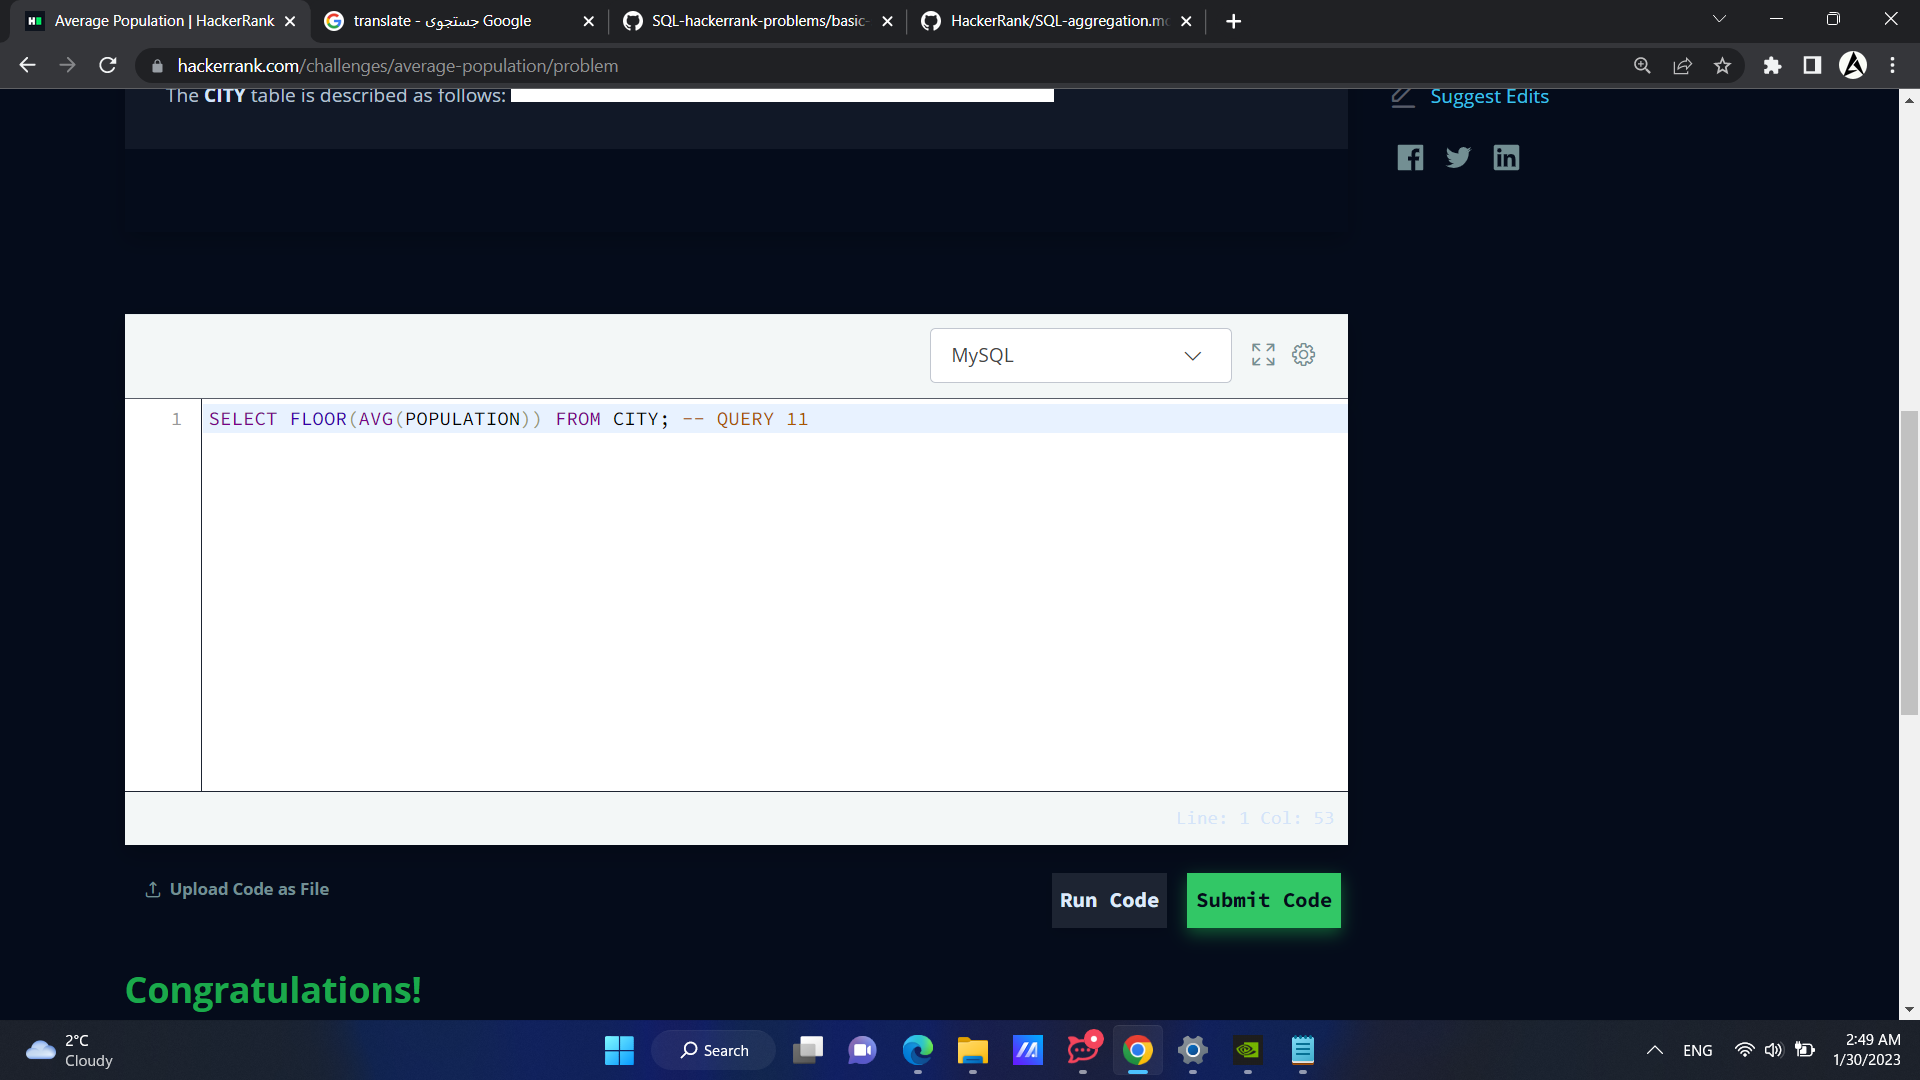 Average Population | HackerRank
translate - جستجوی Google
SQL-hackerrank-problems/basic-
HackerRank/SQL-aggregation.mc
hackerrank.com/challenges/average-population/problem
The CITY table is described as follows:
Suggest Edits
MySQL
1 SELECT FLOOR(AVG(POPULATION)) FROM CITY; -- QUERY 11
Line: 1 Col: 53
Upload Code as File
Run Code
Submit Code
Congratulations!
2°C
Cloudy
Search
ENG
2:49 AM
1/30/2023